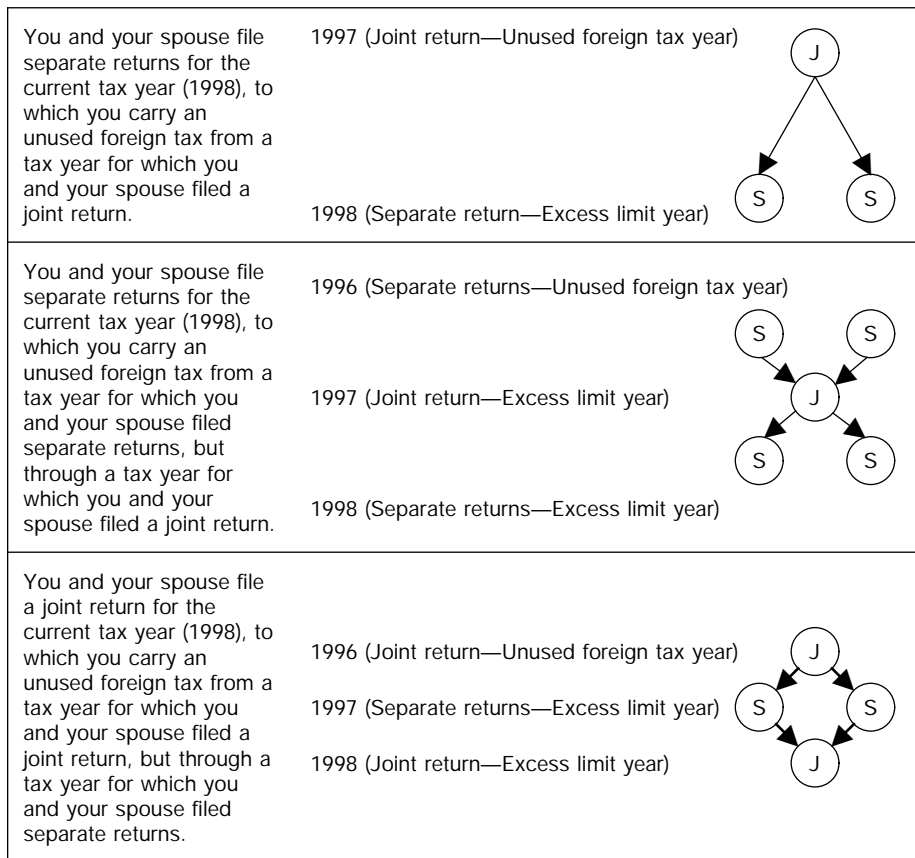 You and your spouse file
separate returns for the
current tax year (1998), to
which you carry an
unused foreign tax from a
tax year for which you
and your spouse filed a
joint return.
1997 (Joint return—Unused foreign tax year)
J
S S
1998 (Separate return—Excess limit year)
You and your spouse file
separate returns for the
current tax year (1998), to
which you carry an
unused foreign tax from a
tax year for which you
and your spouse filed
separate returns, but
through a tax year for
which you and your
spouse filed a joint return.
1996 (Separate returns—Unused foreign tax year)
S S
1997 (Joint return—Excess limit year)
J
S S
1998 (Separate returns—Excess limit year)
You and your spouse file
a joint return for the
current tax year (1998), to
which you carry an
unused foreign tax from a
tax year for which you
and your spouse filed a
joint return, but through a
tax year for which you
and your spouse filed
separate returns.
1996 (Joint return—Unused foreign tax year)
J
1997 (Separate returns—Excess limit year)
S S
1998 (Joint return—Excess limit year)
J